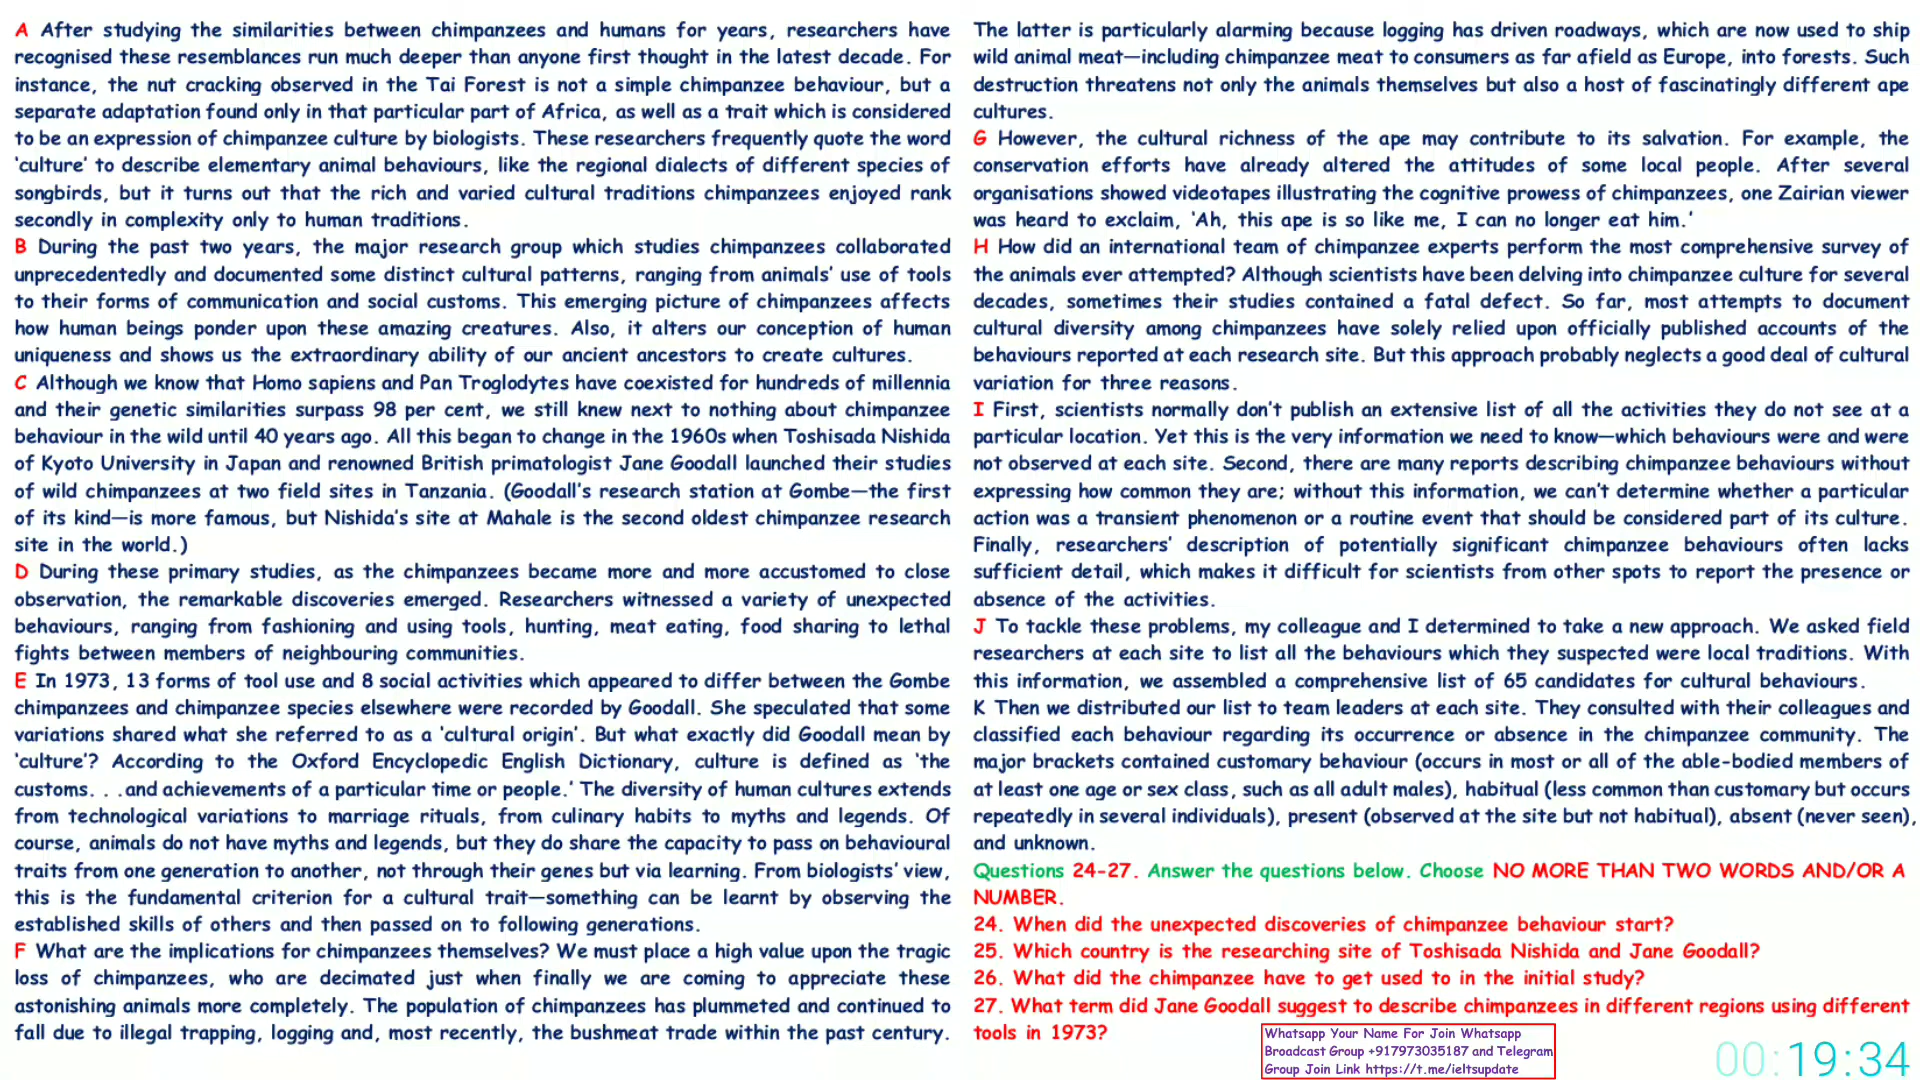 A After studying the similarities between chimpanzees and humans for years, researchers have
recognised these resemblances run much deeper than anyone first thought in the latest decade. For
instance, the nut cracking observed in the Tai Forest is not a simple chimpanzee behaviour, but a
separate adaptation found only in that particular part of Africa, as well as a trait which is considered
to be an expression of chimpanzee culture by biologists. These researchers frequently quote the word
'culture' to describe elementary animal behaviours, like the regional dialects of different species of
songbirds, but it turns out that the rich and varied cultural traditions chimpanzees enjoyed rank
secondly in complexity only to human traditions.
B During the past two years, the major research group which studies chimpanzees collaborated
unprecedentedly and documented some distinct cultural patterns, ranging from animals' use of tools
to their forms of communication and social customs. This emerging picture of chimpanzees affects
how human beings ponder upon these amazing creatures. Also, it alters our conception of human
uniqueness and shows us the extraordinary ability of our ancient ancestors to create cultures.
C Although we know that Homo sapiens and Pan Troglodytes have coexisted for hundreds of millennia
and their genetic similarities surpass 98 per cent, we still knew next to nothing about chimpanzee
behaviour in the wild until 40 years ago. All this began to change in the 1960s when Toshisada Nishida
of Kyoto University in Japan and renowned British primatologist Jane Goodall launched their studies
of wild chimpanzees at two field sites in Tanzania. (Goodall's research station at Gombe—the first
of its kind—is more famous, but Nishida's site at Mahale is the second oldest chimpanzee research
site in the world.)
D During these primary studies, as the chimpanzees became more and more accustomed to close
observation, the remarkable discoveries emerged. Researchers witnessed a variety of unexpected
behaviours, ranging from fashioning and using tools, hunting, meat eating, food sharing to lethal
fights between members of neighbouring communities.
E In 1973, 13 forms of tool use and 8 social activities which appeared to differ between the Gombe
chimpanzees and chimpanzee species elsewhere were recorded by Goodall. She speculated that some
variations shared what she referred to as a 'cultural origin'. But what exactly did Goodall mean by
'culture'? According to the Oxford Encyclopedic English Dictionary, culture is defined as 'the
customs. . .and achievements of a particular time or people.' The diversity of human cultures extends
from technological variations to marriage rituals, from culinary habits to myths and legends. Of
course, animals do not have myths and legends, but they do share the capacity to pass on behavioural
traits from one generation to another, not through their genes but via learning. From biologists' view,
this is the fundamental criterion for a cultural trait—something can be learnt by observing the
established skills of others and then passed on to following generations.
F What are the implications for chimpanzees themselves? We must place a high value upon the tragic
loss of chimpanzees, who are decimated just when finally we are coming to appreciate these
astonishing animals more completely. The population of chimpanzees has plummeted and continued to
fall due to illegal trapping, logging and, most recently, the bushmeat trade within the past century.
The latter is particularly alarming because logging has driven roadways, which are now used to ship
wild animal meat—including chimpanzee meat to consumers as far afield as Europe, into forests. Such
destruction threatens not only the animals themselves but also a host of fascinatingly different ape
cultures.
G However, the cultural richness of the ape may contribute to its salvation. For example, the
conservation efforts have already altered the attitudes of some local people. After several
organisations showed videotapes illustrating the cognitive prowess of chimpanzees, one Zairian viewer
was heard to exclaim, 'Ah, this ape is so like me, I can no longer eat him.'
H How did an international team of chimpanzee experts perform the most comprehensive survey of
the animals ever attempted? Although scientists have been delving into chimpanzee culture for several
decades, sometimes their studies contained a fatal defect. So far, most attempts to document
cultural diversity among chimpanzees have solely relied upon officially published accounts of the
behaviours reported at each research site. But this approach probably neglects a good deal of cultural
variation for three reasons.
I First, scientists normally don't publish an extensive list of all the activities they do not see at a
particular location. Yet this is the very information we need to know—which behaviours were and were
not observed at each site. Second, there are many reports describing chimpanzee behaviours without
expressing how common they are; without this information, we can't determine whether a particular
action was a transient phenomenon or a routine event that should be considered part of its culture.
Finally, researchers' description of potentially significant chimpanzee behaviours often lacks
sufficient detail, which makes it difficult for scientists from other spots to report the presence or
absence of the activities.
J To tackle these problems, my colleague and I determined to take a new approach. We asked field
researchers at each site to list all the behaviours which they suspected were local traditions. With
this information, we assembled a comprehensive list of 65 candidates for cultural behaviours.
K Then we distributed our list to team leaders at each site. They consulted with their colleagues and
classified each behaviour regarding its occurrence or absence in the chimpanzee community. The
major brackets contained customary behaviour (occurs in most or all of the able-bodied members of
at least one age or sex class, such as all adult males), habitual (less common than customary but occurs
repeatedly in several individuals), present (observed at the site but not habitual), absent (never seen),
and unknown.
Questions 24-27. Answer the questions below. Choose NO MORE THAN TWO WORDS AND/OR A
NUMBER.
24. When did the unexpected discoveries of chimpanzee behaviour start?
25. Which country is the researching site of Toshisada Nishida and Jane Goodall?
26. What did the chimpanzee have to get used to in the initial study?
27. What term did Jane Goodall suggest to describe chimpanzees in different regions using different
tools in 1973?
Whatsapp Your Name For Join Whatsapp
Broadcast Group +917973035187 and Telegram
Group Join Link https://t.me/ieltsupdate
00:19:34